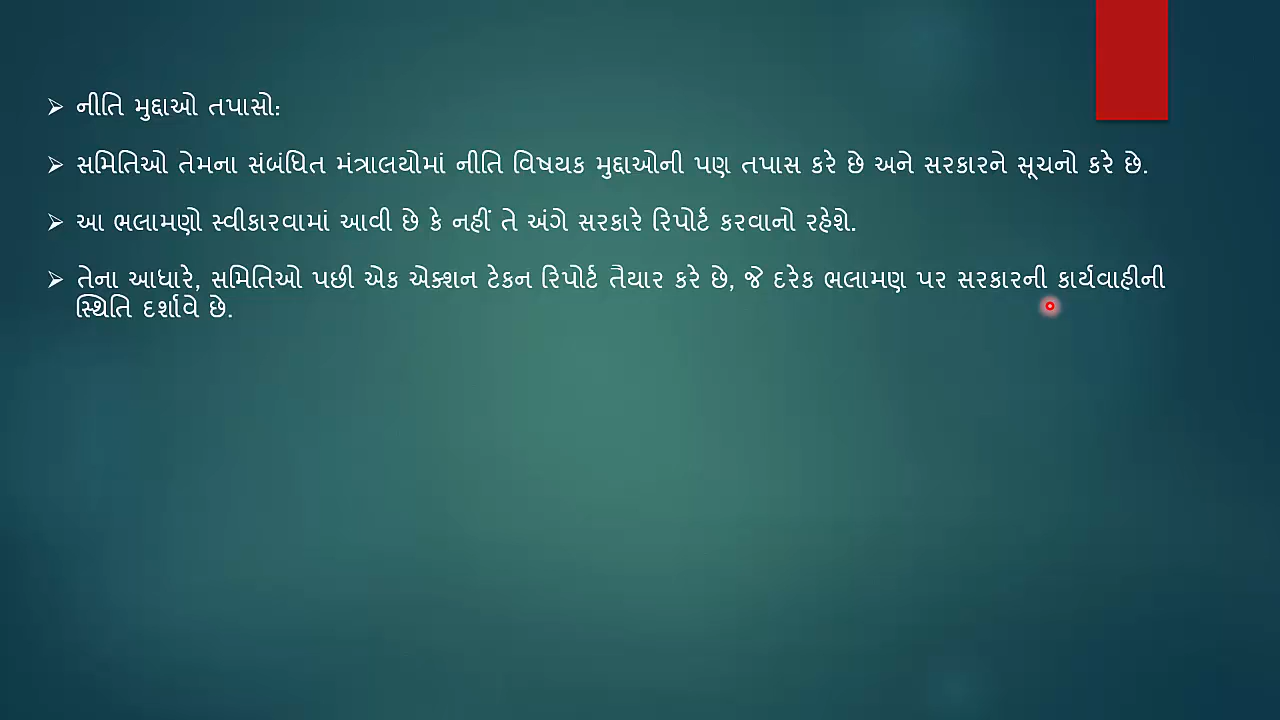 ➢ નીતિ મુદ્દાઓ તપાસો:
➢ સમિતિઓ તેમના સંબંધિત મંત્રાલયોમાં નીતિ વિષયક મુદ્દાઓની પણ તપાસ કરે છે અને સરકારને સૂચનો કરે છે.
➢ આ ભલામણો સ્વીકારવામાં આવી છે કે નહીં તે અંગે સરકારે રિપોર્ટ કરવાનો રહેશે.
➢ તેના આધારે, સમિતિઓ પછી એક એક્શન ટેકન રિપોર્ટ તૈયાર કરે છે, જે દરેક ભલામણ પર સરકારની કાર્યવાહીની
સ્થિતિ દર્શાવે છે.